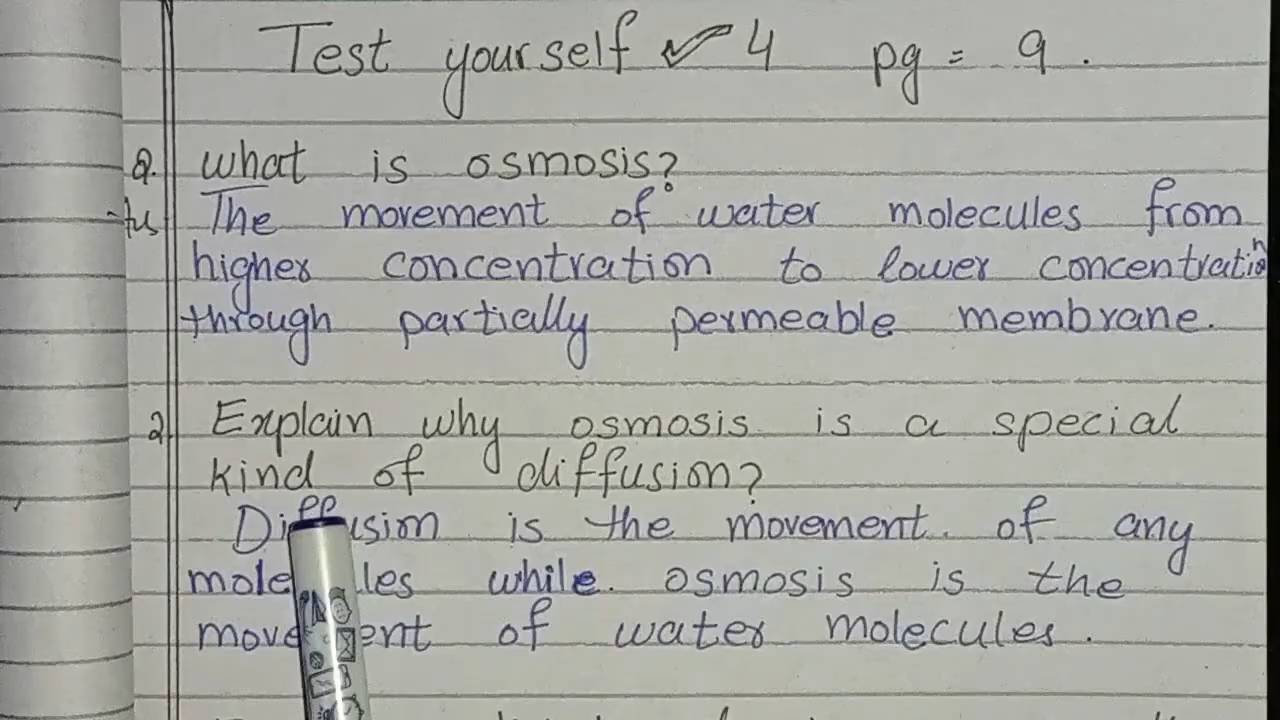 Test yourself ✓ 4 pg = 9.
Q. What is osmosis?
Ans The movement of water molecules from
higher concentration to lower concentration
through partially permeable membrane.
2 Explain why osmosis is a special
kind of diffusion?
Diffusion is the movement of any
molecules while osmosis is the
movement of water molecules.